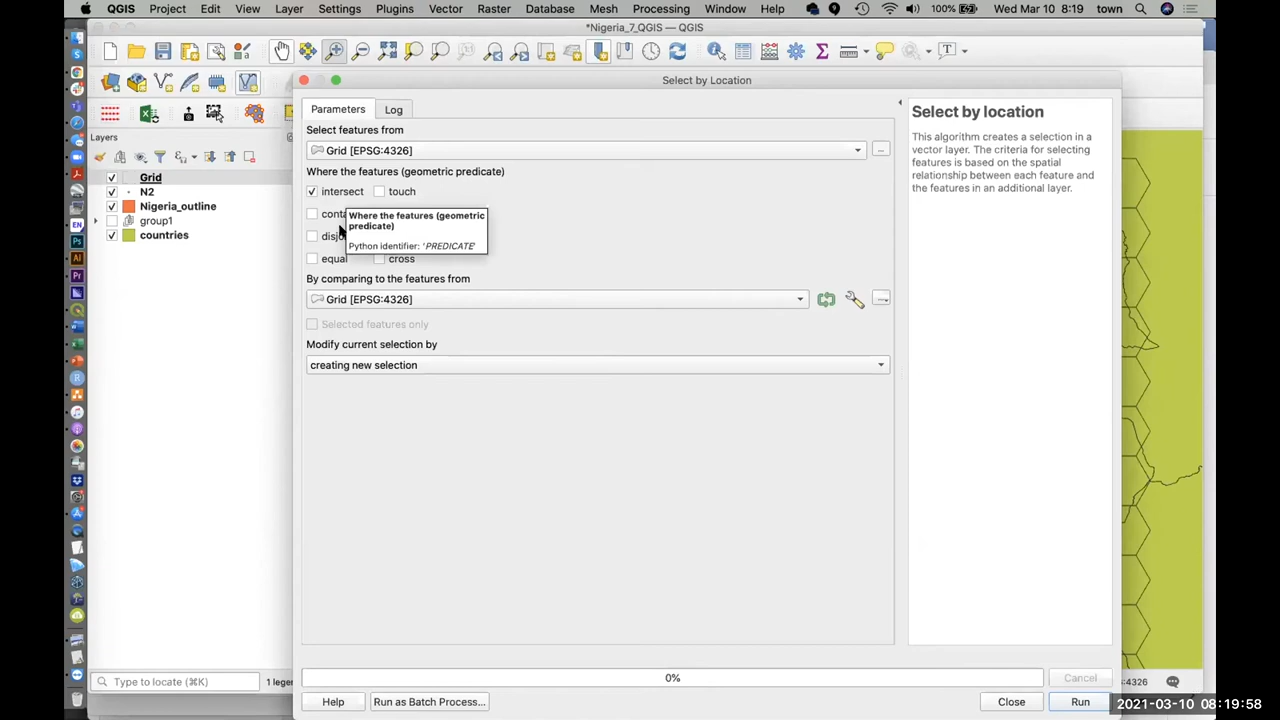 QGIS Project Edit View Layer Settings Plugins Vector Raster Database Mesh Processing Window Help 100% Wed Mar 10 8:19 town
*Nigeria_7_QGIS — QGIS
Select by Location
Parameters Log
Select features from
Grid [EPSG:4326]
Where the features (geometric predicate)
intersect touch
conta
disj
equal cross
Where the features (geometric
predicate)
Python identifier: 'PREDICATE'
By comparing to the features from
Grid [EPSG:4326]
Selected features only
Modify current selection by
creating new selection
Select by location
This algorithm creates a selection in a
vector layer. The criteria for selecting
features is based on the spatial
relationship between each feature and
the features in an additional layer.
Layers
Grid
N2
Nigeria_outline
group1
countries
0%
Cancel
Help Run as Batch Process... Close Run
Type to locate (⌘K) 1 lege
:4326
2021-03-10 08:19:58